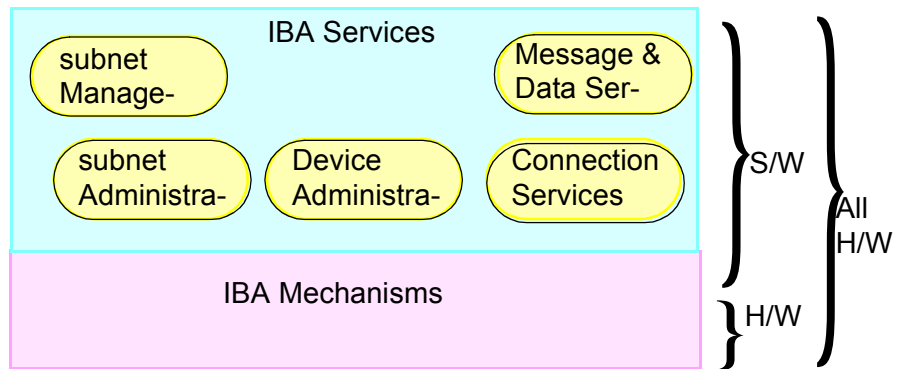 IBA Services
subnet
Manage-
Message &
Data Ser-
subnet
Administra-
Device
Administra-
Connection
Services
S/W
All
H/W
IBA Mechanisms
H/W